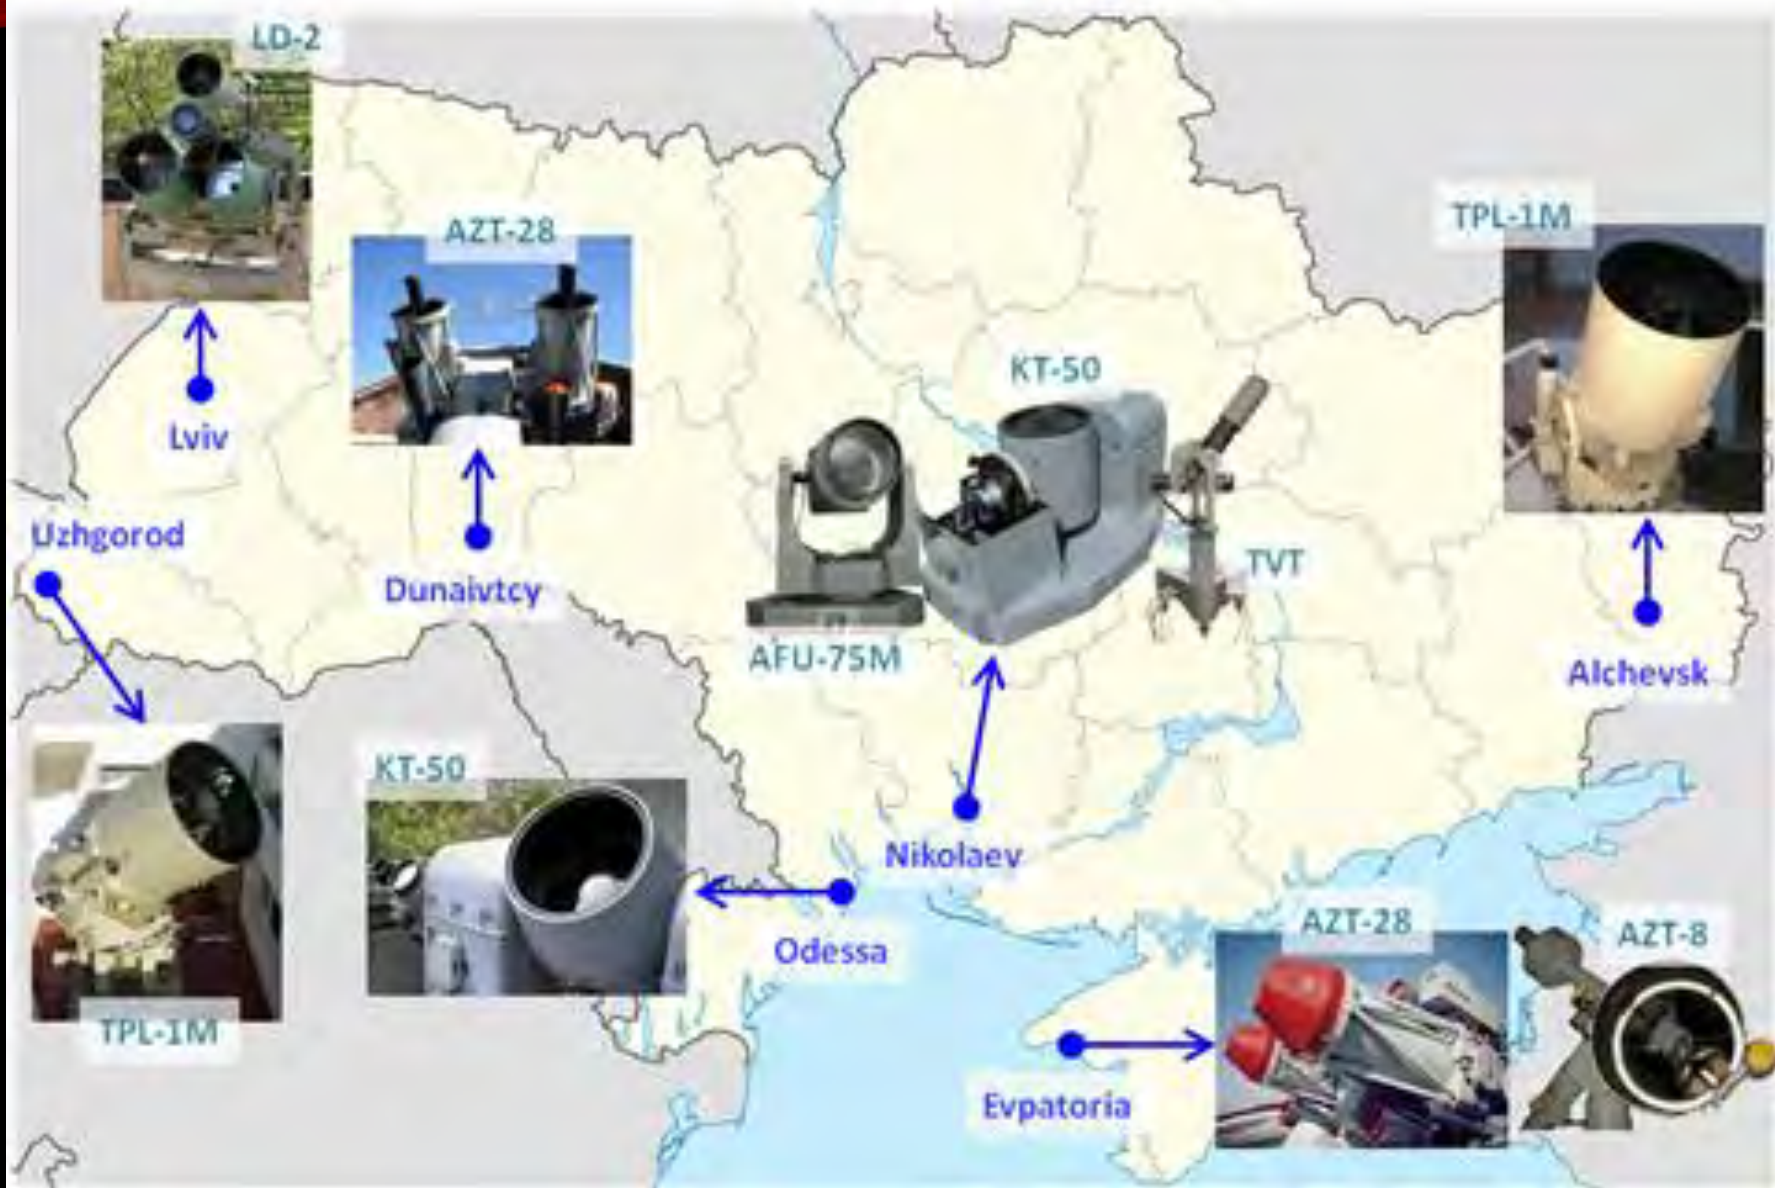 LD-2
AZT-28
TPL-1M
KT-50
Lviv
Uzhgorod
Dunaivtcy
TVT
AFU-75M
Alchevsk
KT-50
Nikolaev
Odessa
AZT-28
AZT-8
TPL-1M
Evpatoria